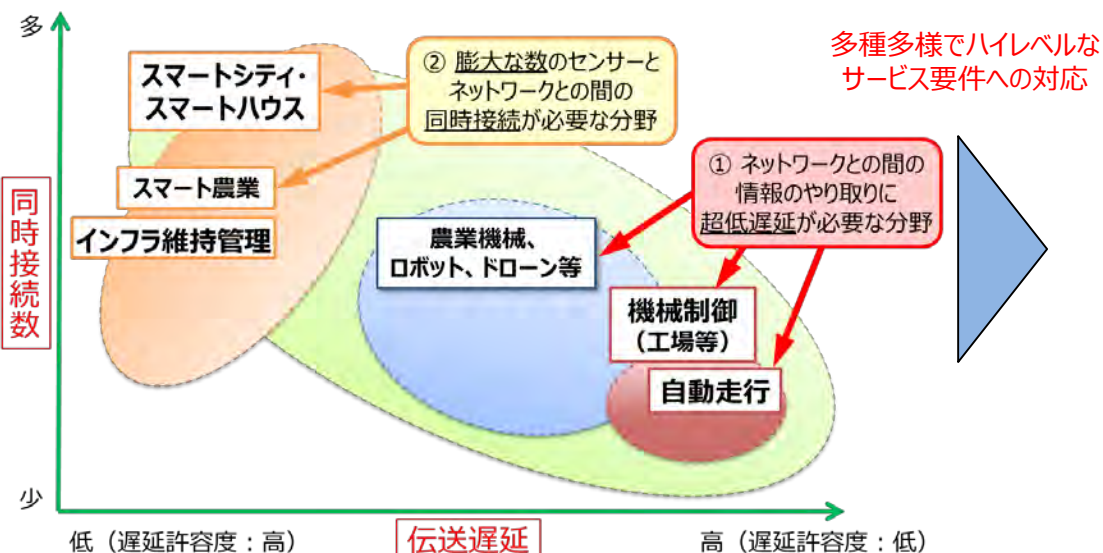 多
多種多様でハイレベルな
サービス要件への対応
スマートシティ・
スマートハウス
② 膨大な数のセンサーと
ネットワークとの間の
同時接続が必要な分野
① ネットワークとの間の
情報のやり取りに
超低遅延が必要な分野
スマート農業
インフラ維持管理
同時接続数
農業機械、
ロボット、ドローン等
機械制御
（工場等）
自動走行
少
低（遅延許容度：高）
伝送遅延
高（遅延許容度：低）